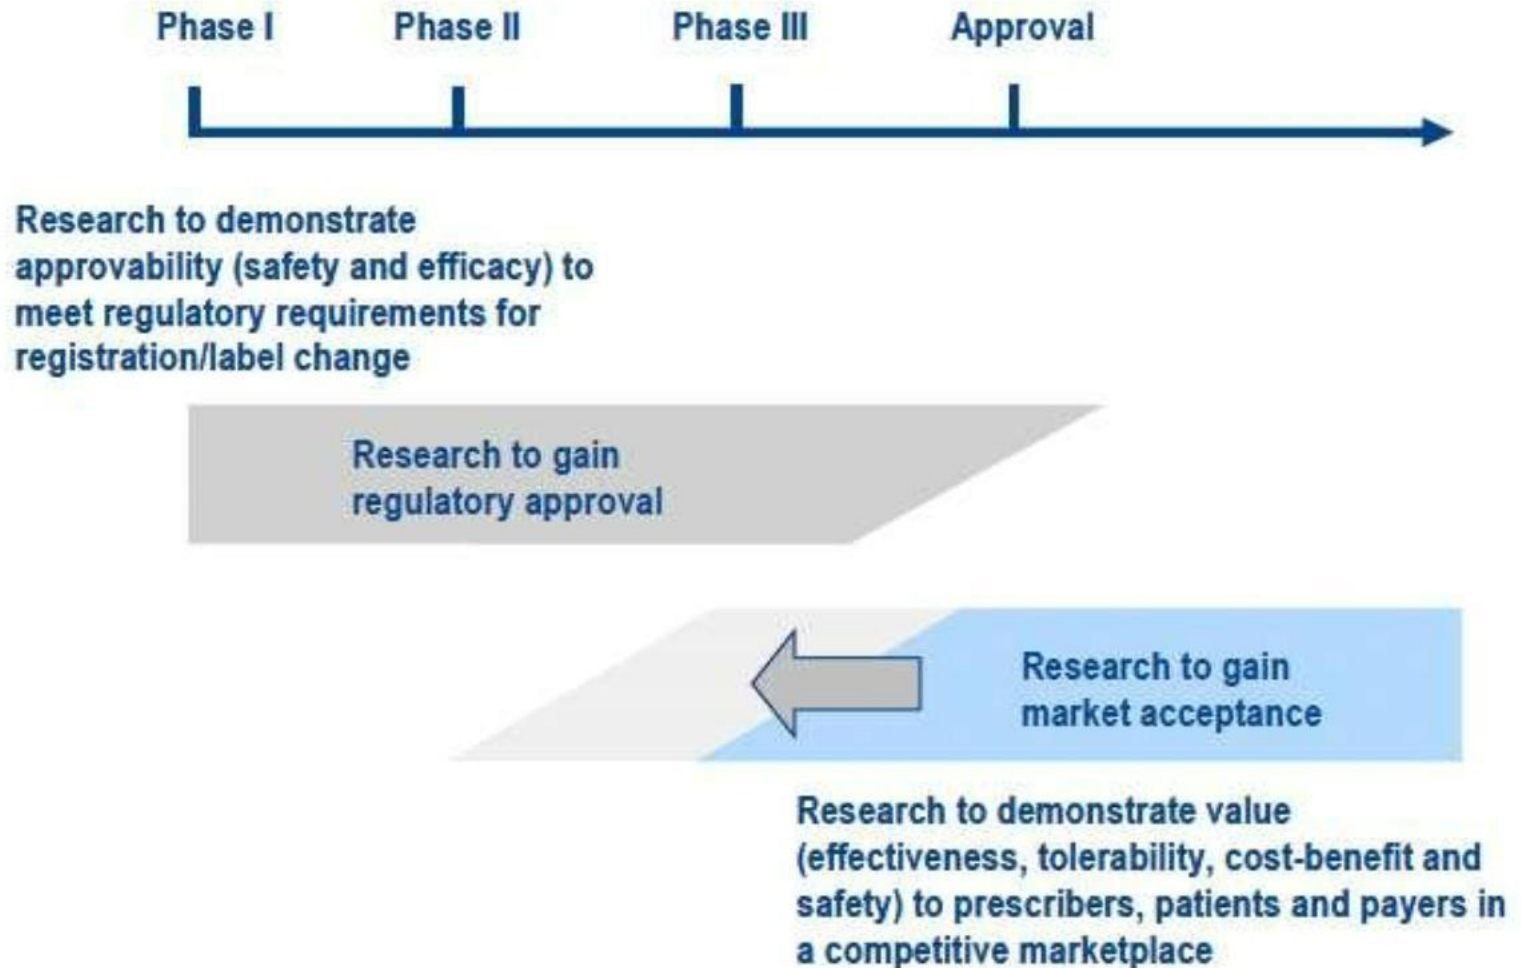 Phase I Phase II Phase III Approval
Research to demonstrate
approvability (safety and efficacy) to
meet regulatory requirements for
registration/label change
Research to gain
regulatory approval
Research to gain
market acceptance
Research to demonstrate value
(effectiveness, tolerability, cost-benefit and
safety) to prescribers, patients and payers in
a competitive marketplace